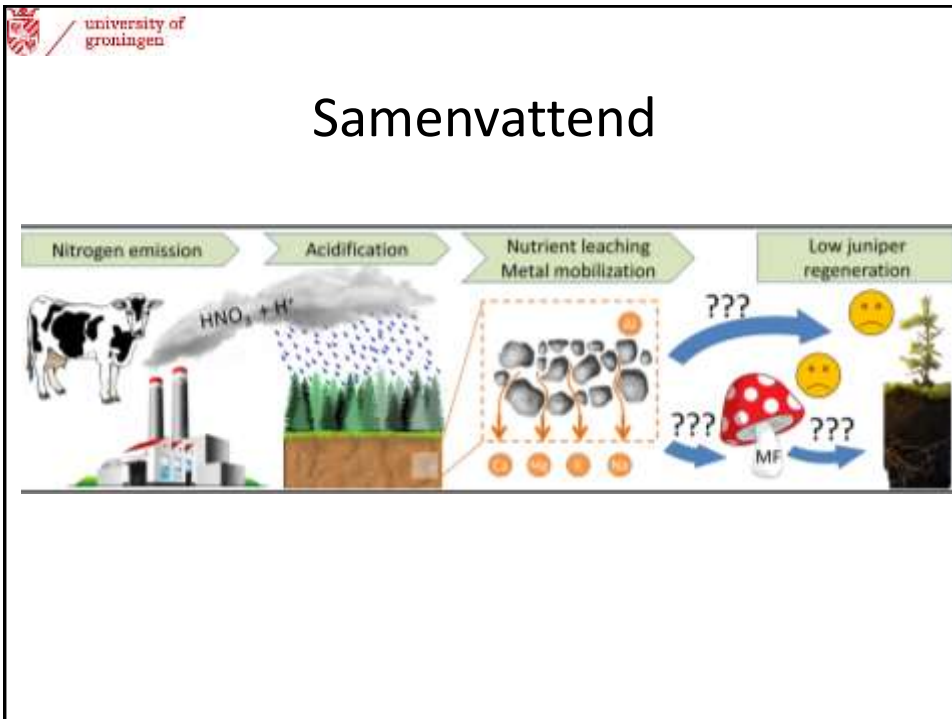 university of
groningen
Samenvattend
Nitrogen emission
Acidification
Nutrient leaching
Metal mobilization
Low juniper
regeneration
HNO₃ + H⁺
Al
Ca
Mg
K
Na
???
???
MF
???